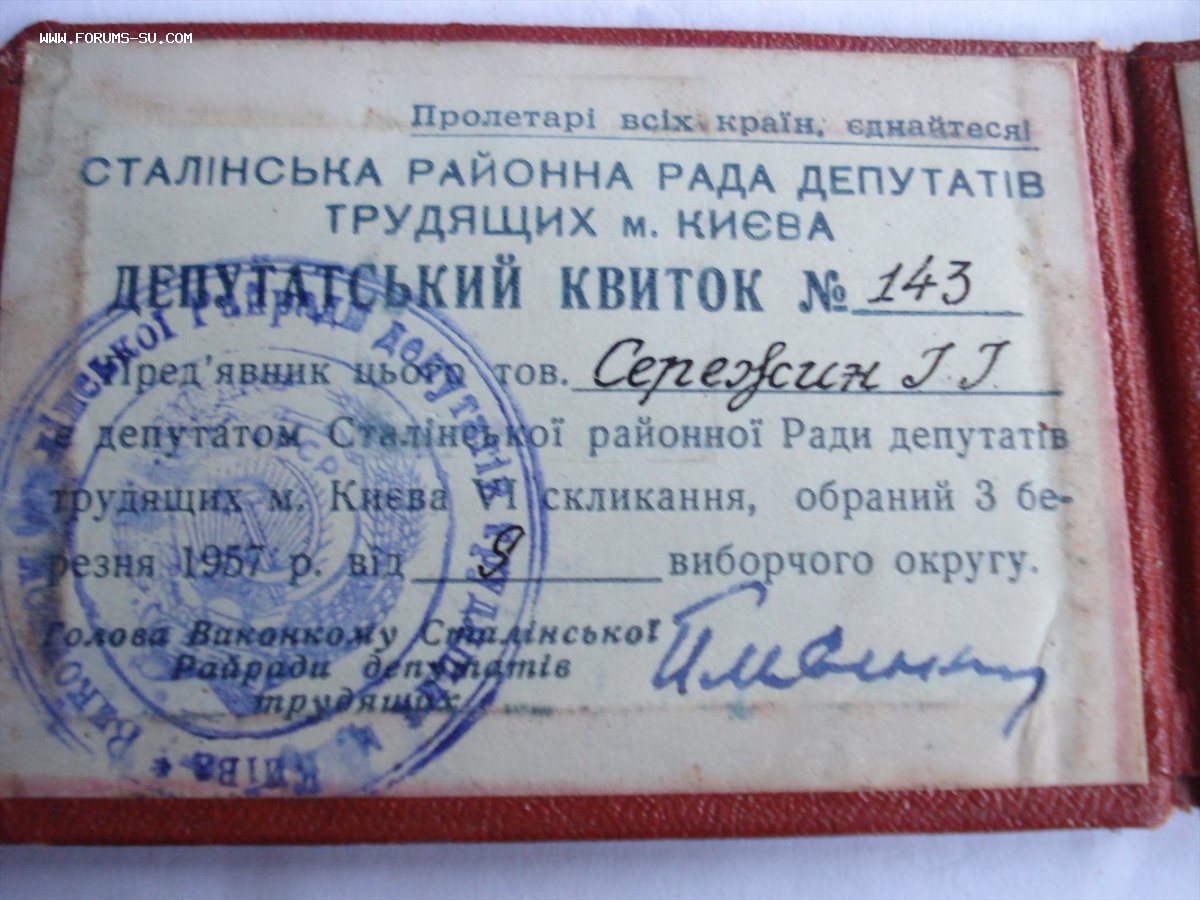 WWW.FORUMS-SU.COM
Пролетарі всіх країн, єднайтеся!
СТАЛІНСЬКА РАЙОННА РАДА ДЕПУТАТІВ
ТРУДЯЩИХ м. КИЄВА
ДЕПУТАТСЬКИЙ КВИТОК № 143
Пред'явник цього тов. Сережин І. І.
є депутатом Сталінської районної Ради депутатів
трудящих м. Києва VI скликання, обраний 3 бе-
резня 1957 р. від 9 виборчого округу.
Голова Виконкому Сталінської
Райради депутатів
трудящих